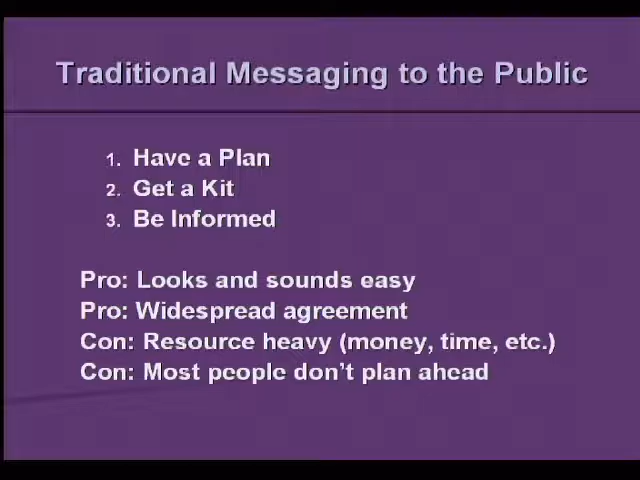 Traditional Messaging to the Public
1. Have a Plan
2. Get a Kit
3. Be Informed
Pro: Looks and sounds easy
Pro: Widespread agreement
Con: Resource heavy (money, time, etc.)
Con: Most people don't plan ahead